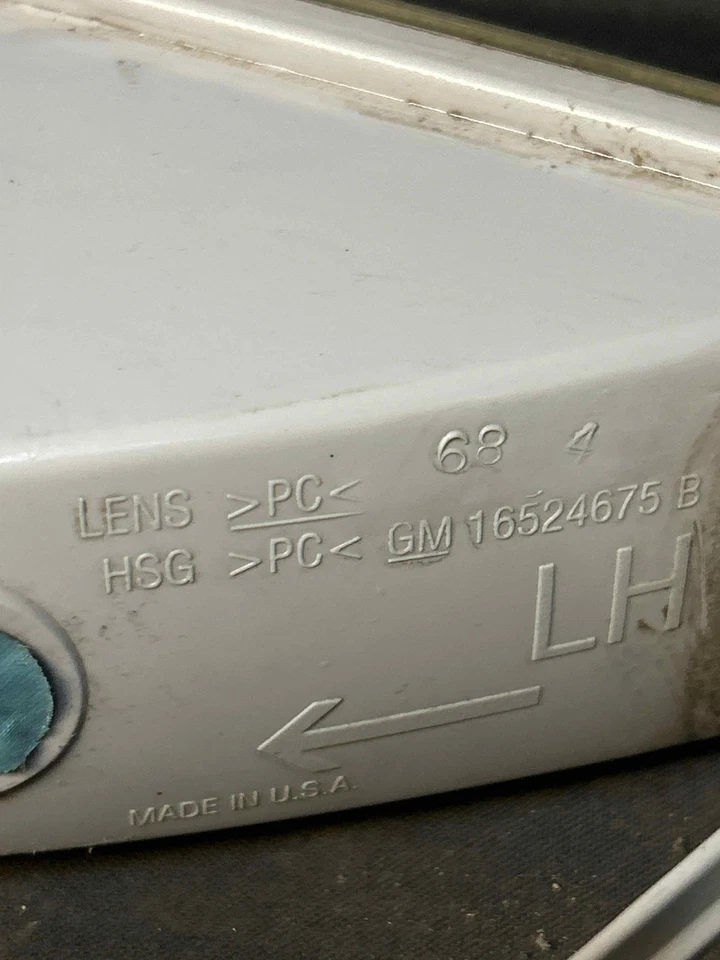 68 4
LENS >PC<
HSG >PC< GM 16524675 B
LH
MADE IN U.S.A.